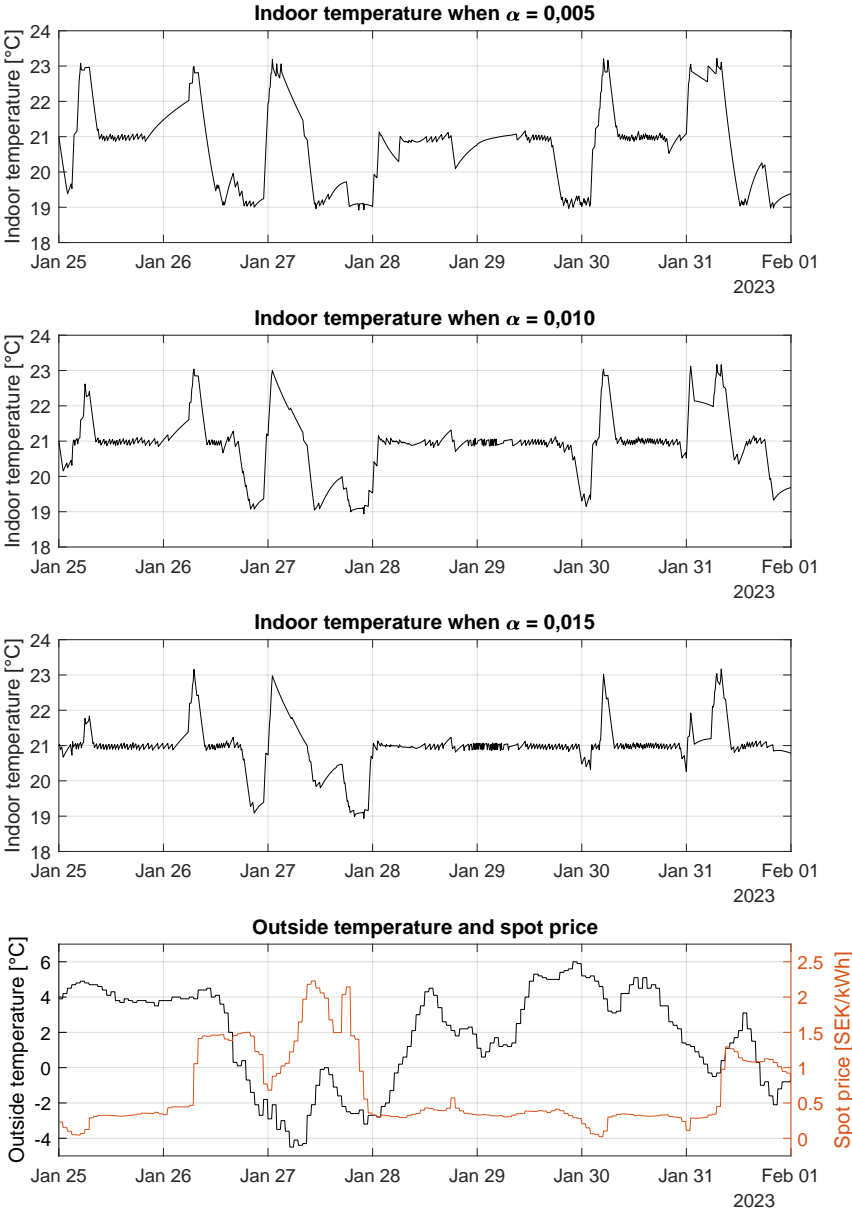 Indoor temperature when α = 0,005
Indoor temperature [°C]
24
23
22
21
20
19
18
Jan 25 Jan 26 Jan 27 Jan 28 Jan 29 Jan 30 Jan 31 Feb 01
2023
Indoor temperature when α = 0,010
Indoor temperature [°C]
24
23
22
21
20
19
18
Jan 25 Jan 26 Jan 27 Jan 28 Jan 29 Jan 30 Jan 31 Feb 01
2023
Indoor temperature when α = 0,015
Indoor temperature [°C]
24
23
22
21
20
19
18
Jan 25 Jan 26 Jan 27 Jan 28 Jan 29 Jan 30 Jan 31 Feb 01
2023
Outside temperature and spot price
Outside temperature [°C]
6
4
2
0
-2
-4
2.5
2
1.5
1
0.5
0
Spot price [SEK/kWh]
Jan 25 Jan 26 Jan 27 Jan 28 Jan 29 Jan 30 Jan 31 Feb 01
2023